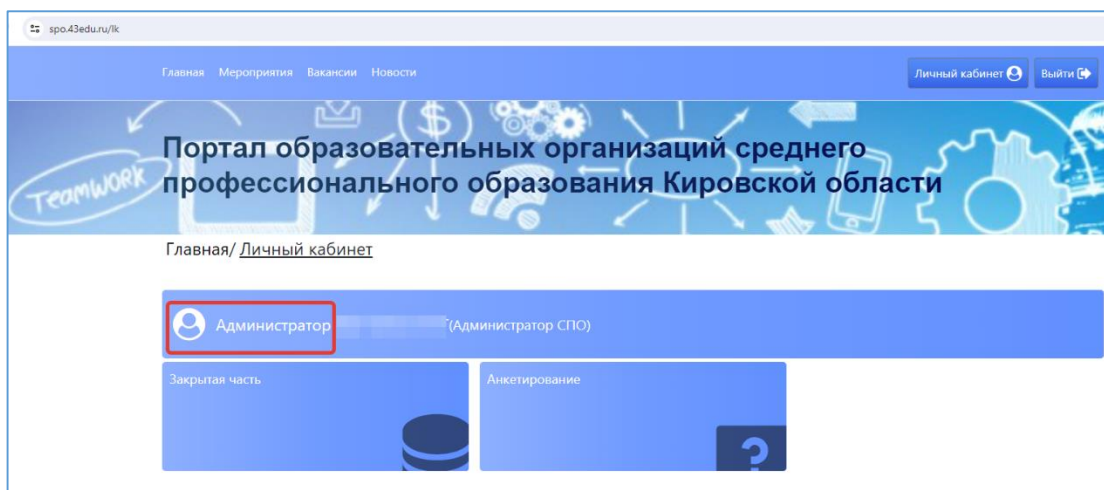 spo.43edu.ru/lk
Главная Мероприятия Вакансии Новости
Личный кабинет Выйти
TEAMWORK
Портал образовательных организаций среднего
профессионального образования Кировской области
Главная/ Личный кабинет
Администратор (Администратор СПО)
Закрытая часть Анкетирование